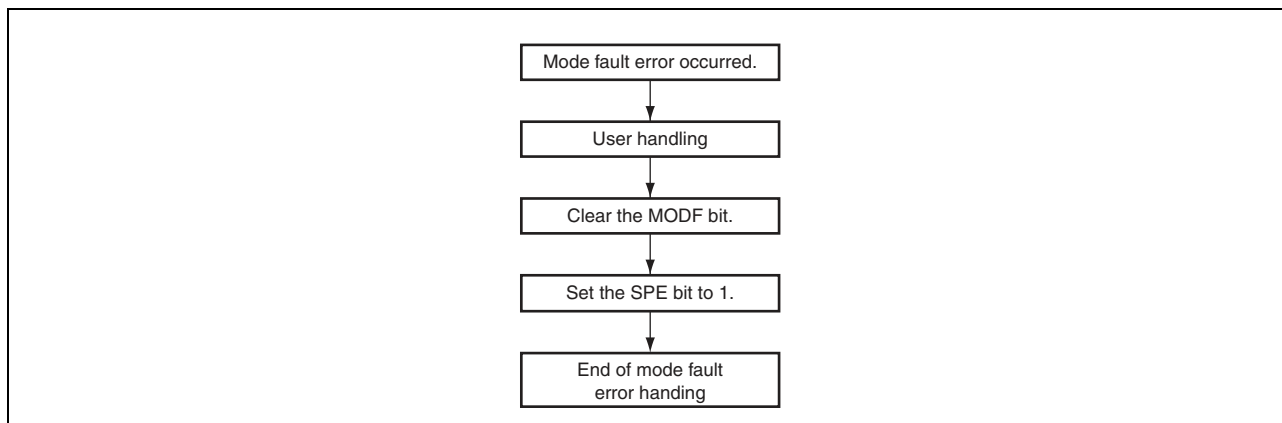 Mode fault error occurred.
User handling
Clear the MODF bit.
Set the SPE bit to 1.
End of mode fault
error handing